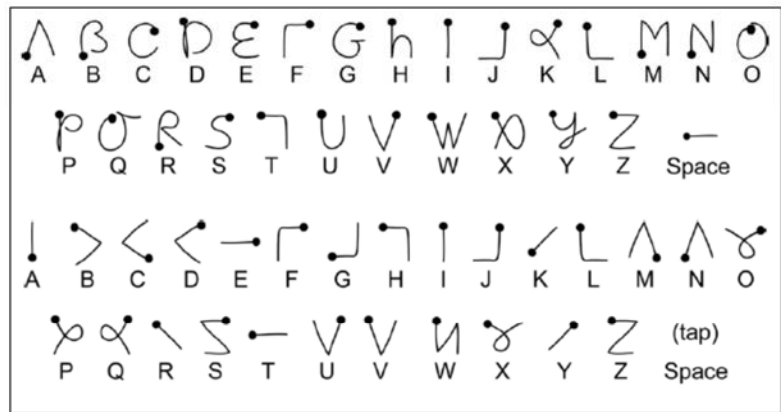 A B C D E F G H I J K L M N O
P Q R S T U V W X Y Z Space
A B C D E F G H I J K L M N O
(tap)
P Q R S T U V W X Y Z Space